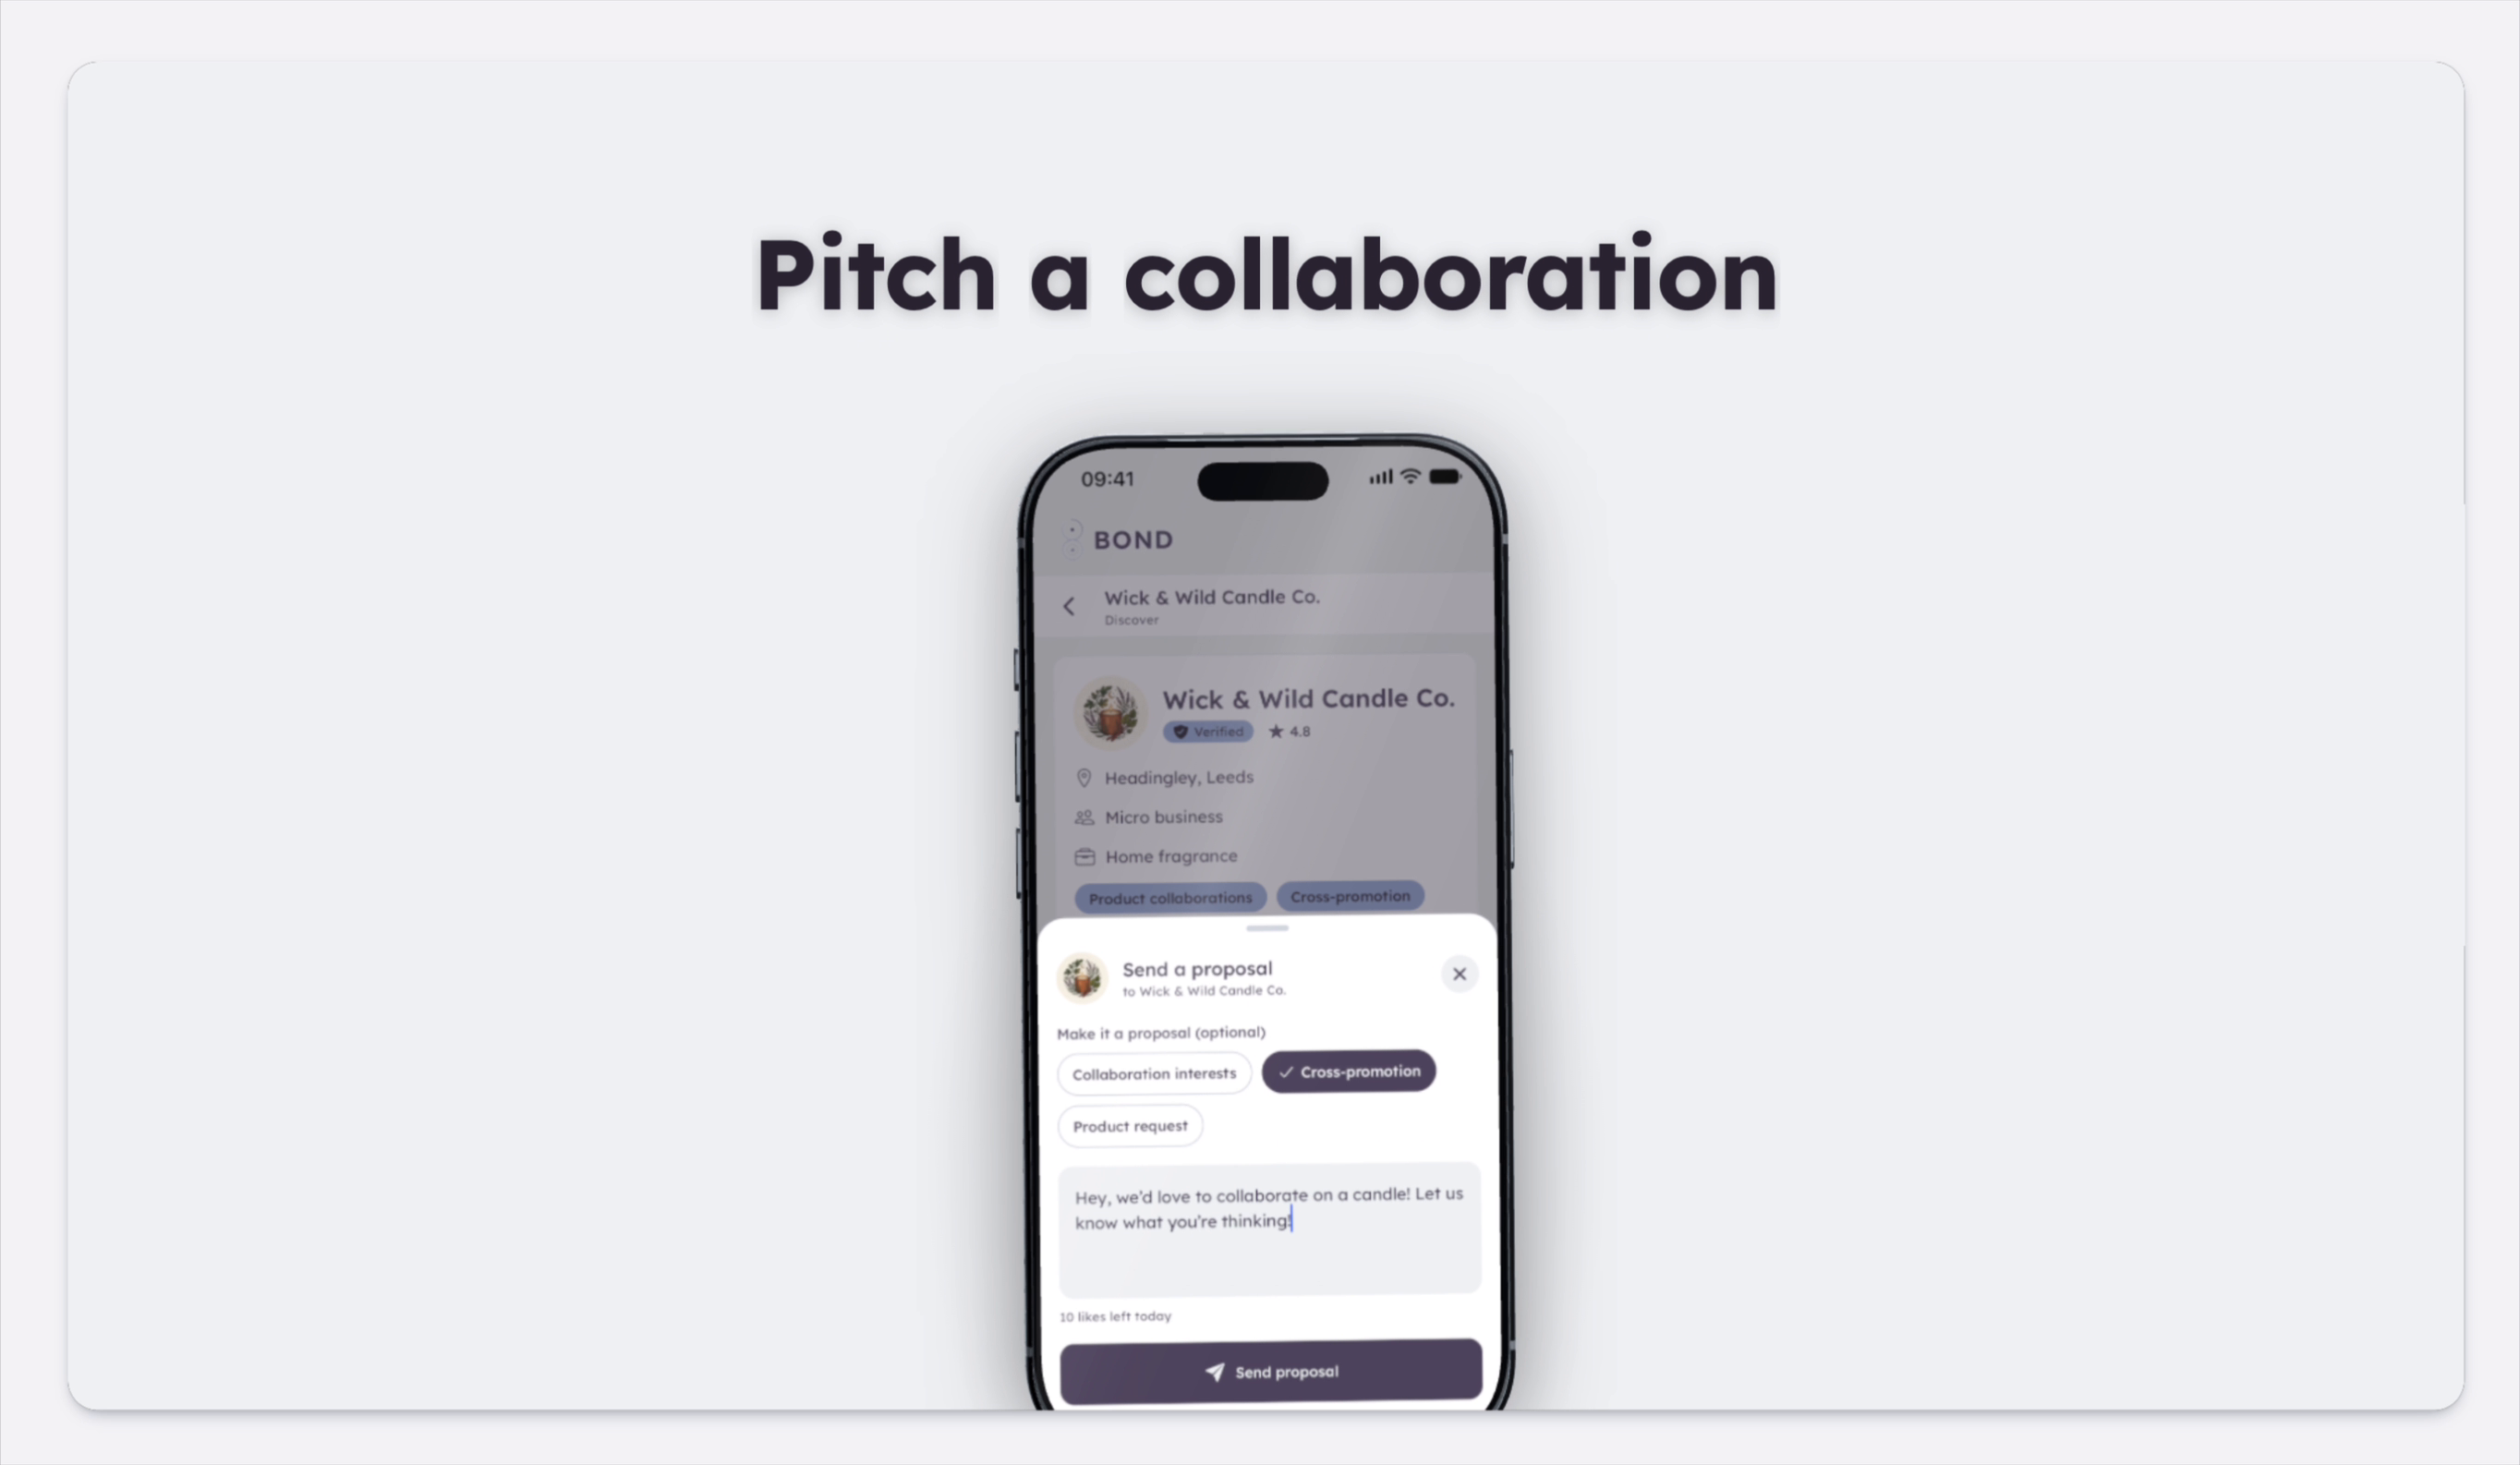 Pitch a collaboration
09:41
BOND
Wick & Wild Candle Co.
Discover
Wick & Wild Candle Co.
Verified ★ 4.8
Headingley, Leeds
Micro business
Home fragrance
Product collaborations Cross-promotion
Send a proposal
to Wick & Wild Candle Co.
Make it a proposal (optional)
Collaboration interests ✓ Cross-promotion
Product request
Hey, we’d love to collaborate on a candle! Let us
know what you’re thinking!
10 likes left today
Send proposal